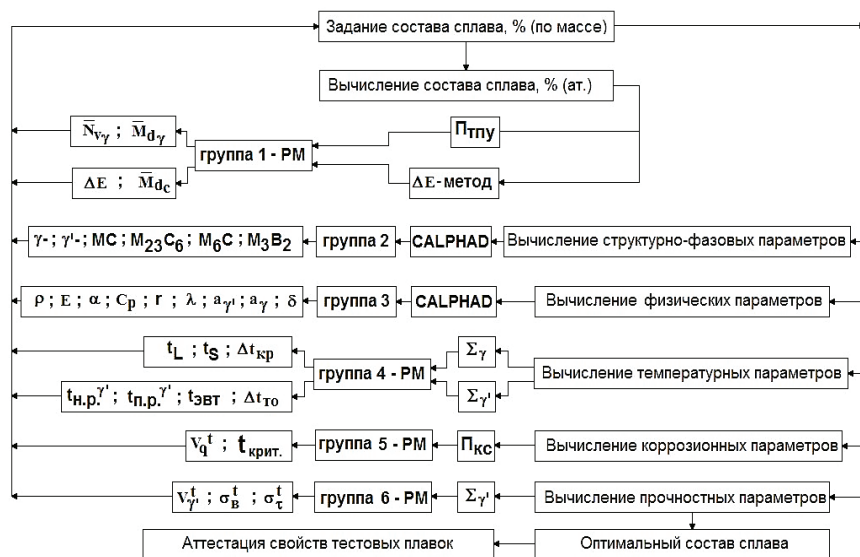 Задание состава сплава, % (по массе)
Вычисление состава сплава, % (ат.)
N̅ᵥᵧ ; M̅dᵧ
группа 1 - РМ
Птпу
ΔE ; M̅dc
ΔE-метод
γ- ; γ'- ; MC ; M₂₃C₆ ; M₆C ; M₃B₂
группа 2
CALPHAD
Вычисление структурно-фазовых параметров
ρ ; E ; α ; Cp ; r ; λ ; aγ' ; aγ ; δ
группа 3
CALPHAD
Вычисление физических параметров
tL ; tS ; Δtкр
Σγ
группа 4 - РМ
Вычисление температурных параметров
tн.р.γ' ; tп.р.γ' ; tэвт ; Δtто
Σγ'
Vqᵗ ; tкрит.
группа 5 - РМ
Пкс
Вычисление коррозионных параметров
Vγ'ᵗ ; σвᵗ ; στᵗ
группа 6 - РМ
Σγ'
Вычисление прочностных параметров
Аттестация свойств тестовых плавок
Оптимальный состав сплава